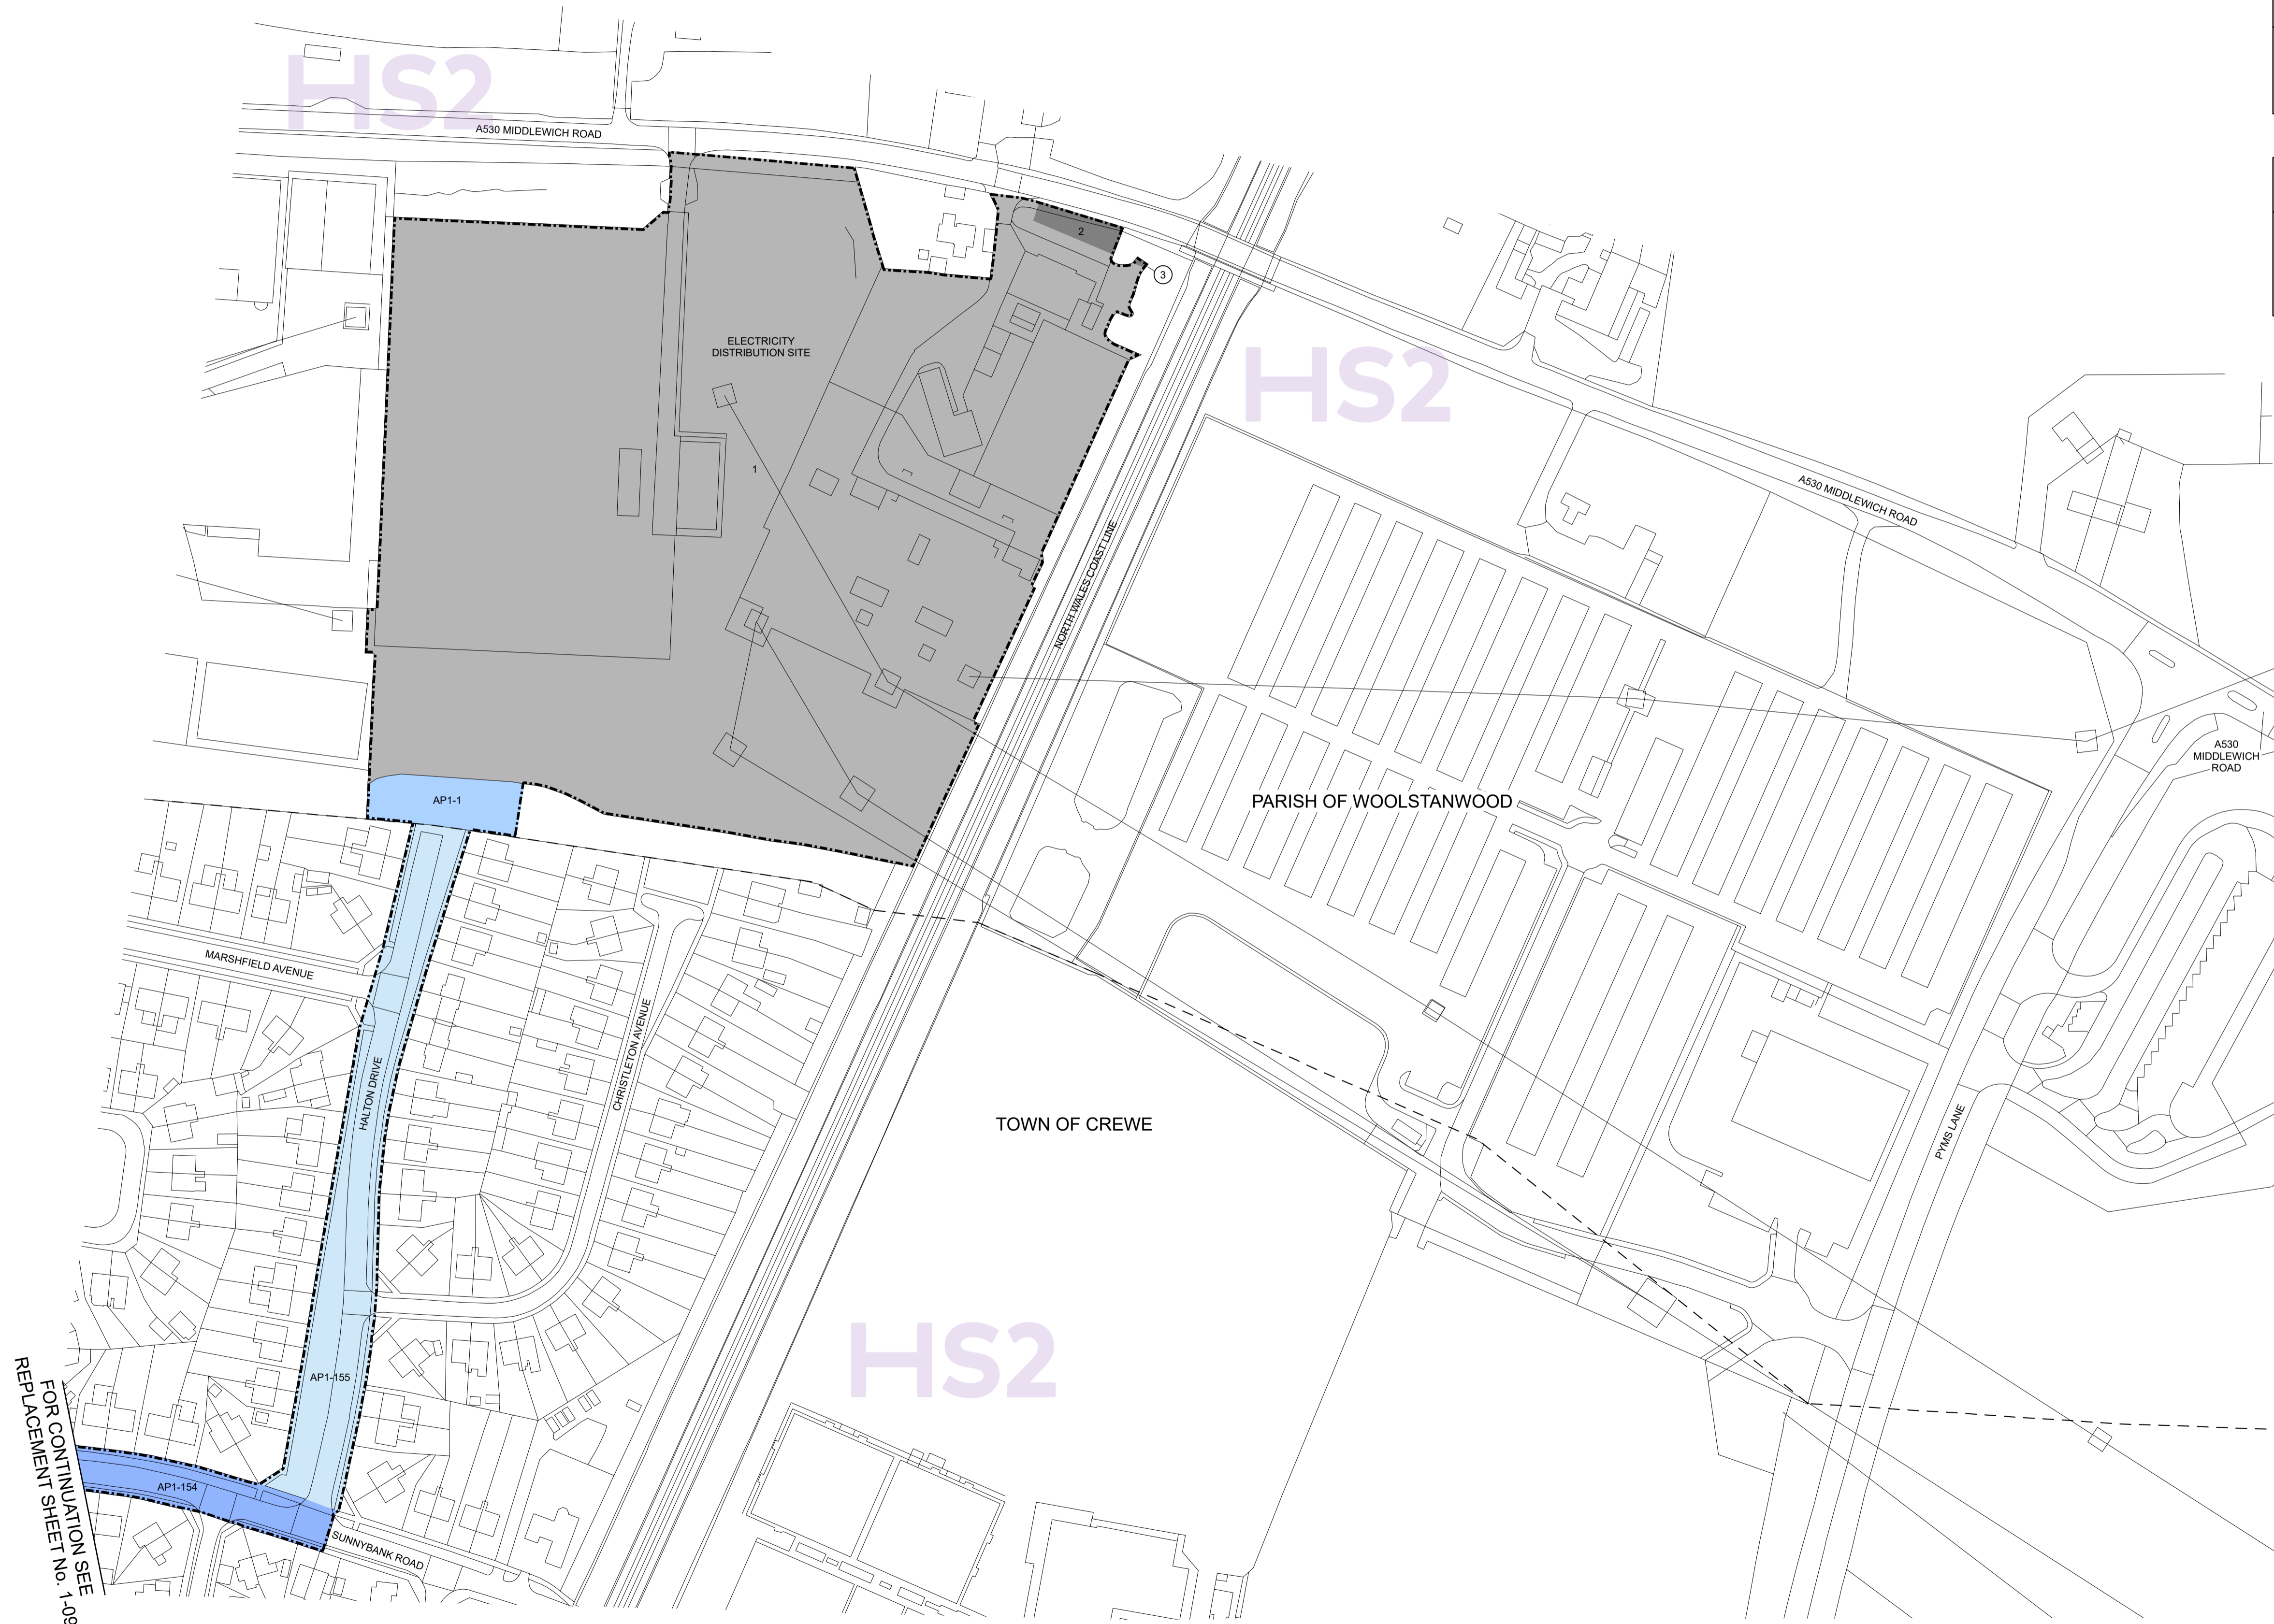 HS2
A530 MIDDLEWICH ROAD
2
3
ELECTRICITY
DISTRIBUTION SITE
HS2
1
A530 MIDDLEWICH ROAD
NORTH WALES COAST LINE
A530
MIDDLEWICH
ROAD
AP1-1
PARISH OF WOOLSTANWOOD
MARSHFIELD AVENUE
CHRISTLETON AVENUE
HALTON DRIVE
TOWN OF CREWE
PYMS LANE
HS2
AP1-155
FOR CONTINUATION SEE
REPLACEMENT SHEET No. 1-09
AP1-154
SUNNYBANK ROAD